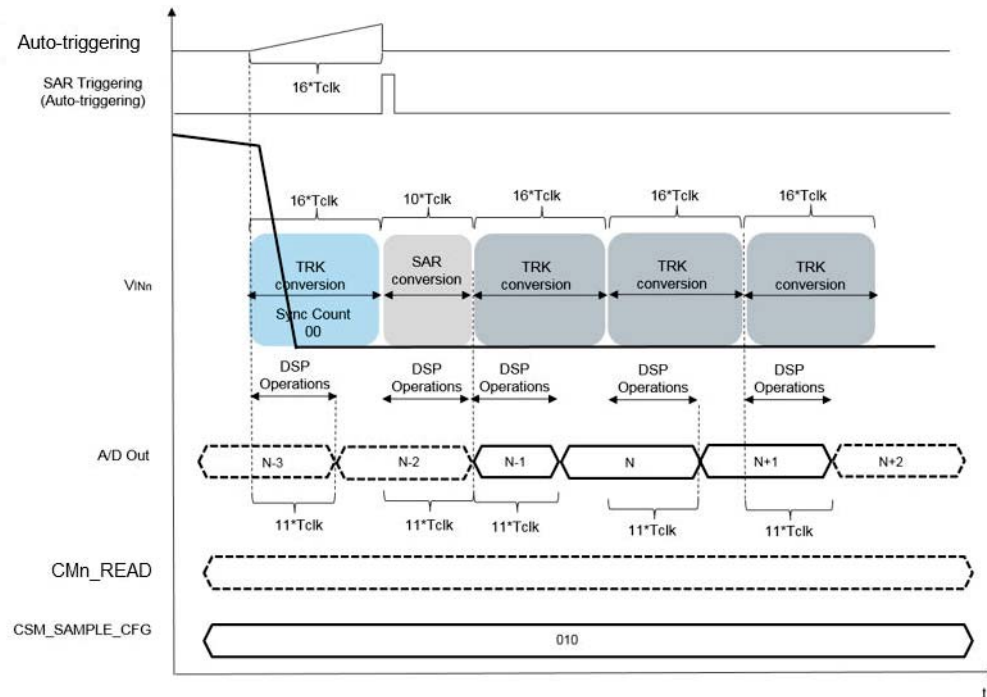 Auto-triggering
16*Tclk
SAR Triggering
(Auto-triggering)
16*Tclk
10*Tclk
16*Tclk
16*Tclk
16*Tclk
VINn
TRK
conversion
Sync Count
00
SAR
conversion
TRK
conversion
TRK
conversion
TRK
conversion
DSP
Operations
DSP
Operations
DSP
Operations
DSP
Operations
DSP
Operations
A/D Out
N-3
N-2
N-1
N
N+1
N+2
11*Tclk
11*Tclk
11*Tclk
11*Tclk
11*Tclk
CMn_READ
CSM_SAMPLE_CFG
010
t